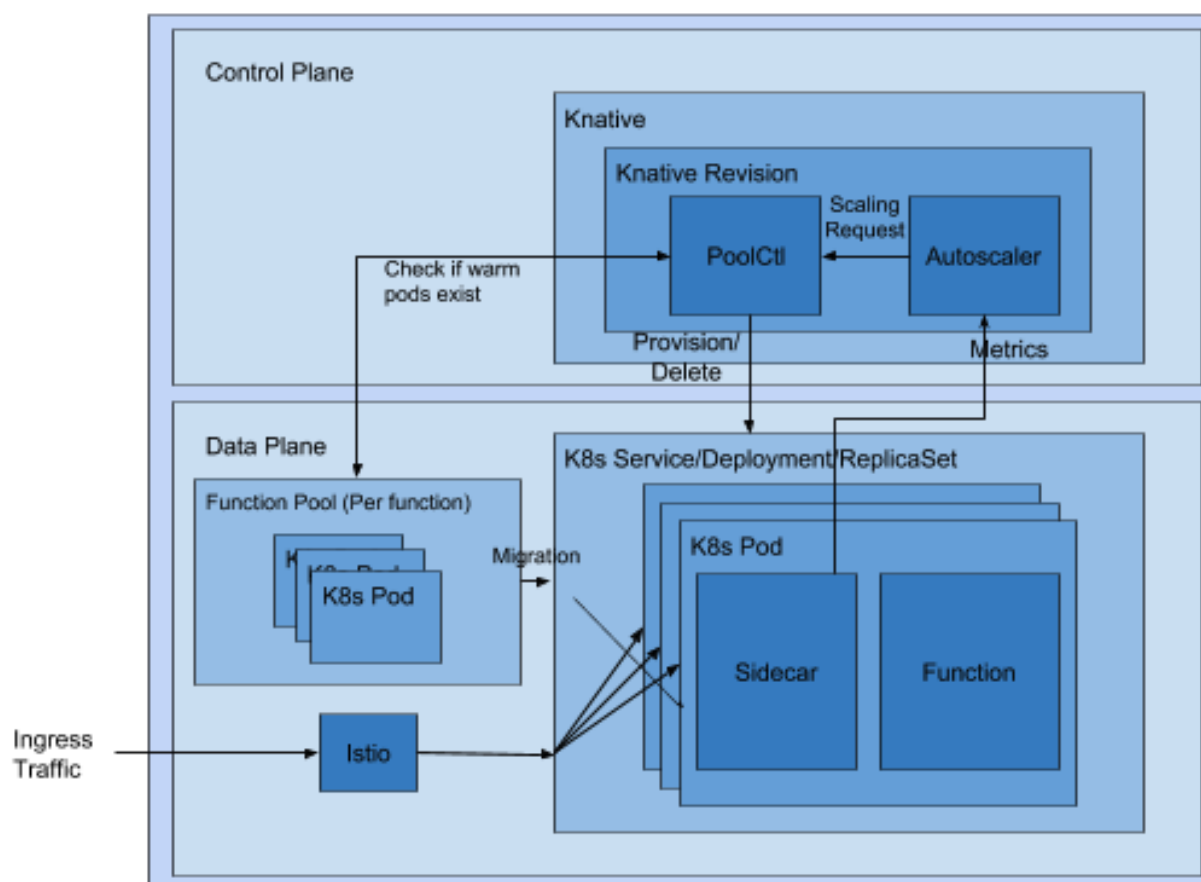 Control Plane
Knative
Knative Revision
Scaling
Request
PoolCtl
Autoscaler
Check if warm
pods exist
Provision/
Delete
Metrics
Data Plane
K8s Service/Deployment/ReplicaSet
Function Pool (Per function)
K8s Pod
Migration
K8s Pod
Sidecar
Function
Ingress
Traffic
Istio